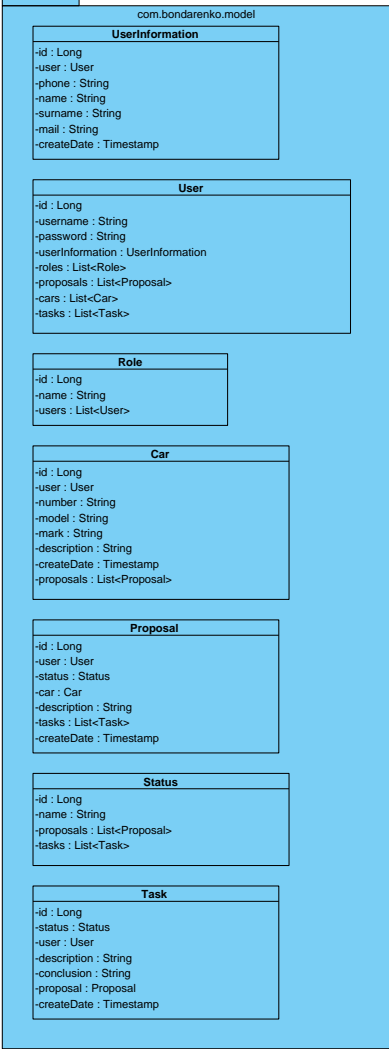 com.bondarenko.model
UserInformation
-id : Long
-user : User
-phone : String
-name : String
-surname : String
-mail : String
-createDate : Timestamp
User
-id : Long
-username : String
-password : String
-userInformation : UserInformation
-roles : List<Role>
-proposals : List<Proposal>
-cars : List<Car>
-tasks : List<Task>
Role
-id : Long
-name : String
-users : List<User>
Car
-id : Long
-user : User
-number : String
-model : String
-mark : String
-description : String
-createDate : Timestamp
-proposals : List<Proposal>
Proposal
-id : Long
-user : User
-status : Status
-car : Car
-description : String
-tasks : List<Task>
-createDate : Timestamp
Status
-id : Long
-name : String
-proposals : List<Proposal>
-tasks : List<Task>
Task
-id : Long
-status : Status
-user : User
-description : String
-conclusion : String
-proposal : Proposal
-createDate : Timestamp